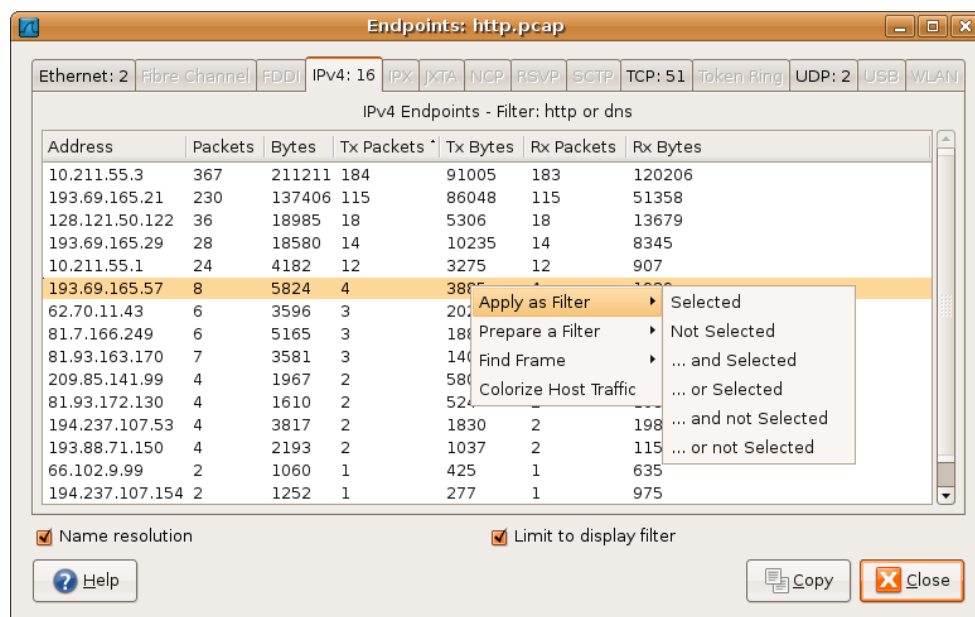 Endpoints: http.pcap
Ethernet: 2 Fibre Channel FDDI IPv4: 16 IPX JXTA NCP RSVP SCTP TCP: 51 Token Ring UDP: 2 USB WLAN
IPv4 Endpoints - Filter: http or dns
Address Packets Bytes Tx Packets Tx Bytes Rx Packets Rx Bytes
10.211.55.3 367 211211 184 91005 183 120206
193.69.165.21 230 137406 115 86048 115 51358
128.121.50.122 36 18985 18 5306 18 13679
193.69.165.29 28 18580 14 10235 14 8345
10.211.55.1 24 4182 12 3275 12 907
193.69.165.57 8 5824 4
62.70.11.43 6 3596 3
81.7.166.249 6 5165 3
81.93.163.170 7 3581 3
209.85.141.99 4 1967 2
81.93.172.130 4 1610 2
194.237.107.53 4 3817 2 1830 2 198
193.88.71.150 4 2193 2 1037 2 115
66.102.9.99 2 1060 1 425 1 635
194.237.107.154 2 1252 1 277 1 975
Apply as Filter
Prepare a Filter
Find Frame
Colorize Host Traffic
Selected
Not Selected
... and Selected
... or Selected
... and not Selected
... or not Selected
Name resolution Limit to display filter
Help Copy Close